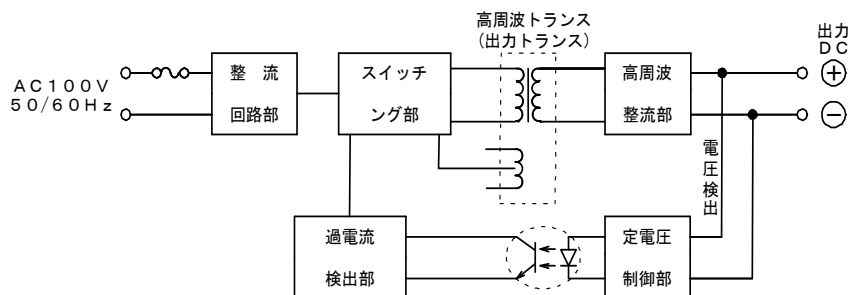 高周波トランス
(出力トランス)
出力
DC
整 流
回路部
スイッチ
ング部
高周波
整流部
AC100V
50/60Hz
+
−
電圧検出
過電流
検出部
定電圧
制御部